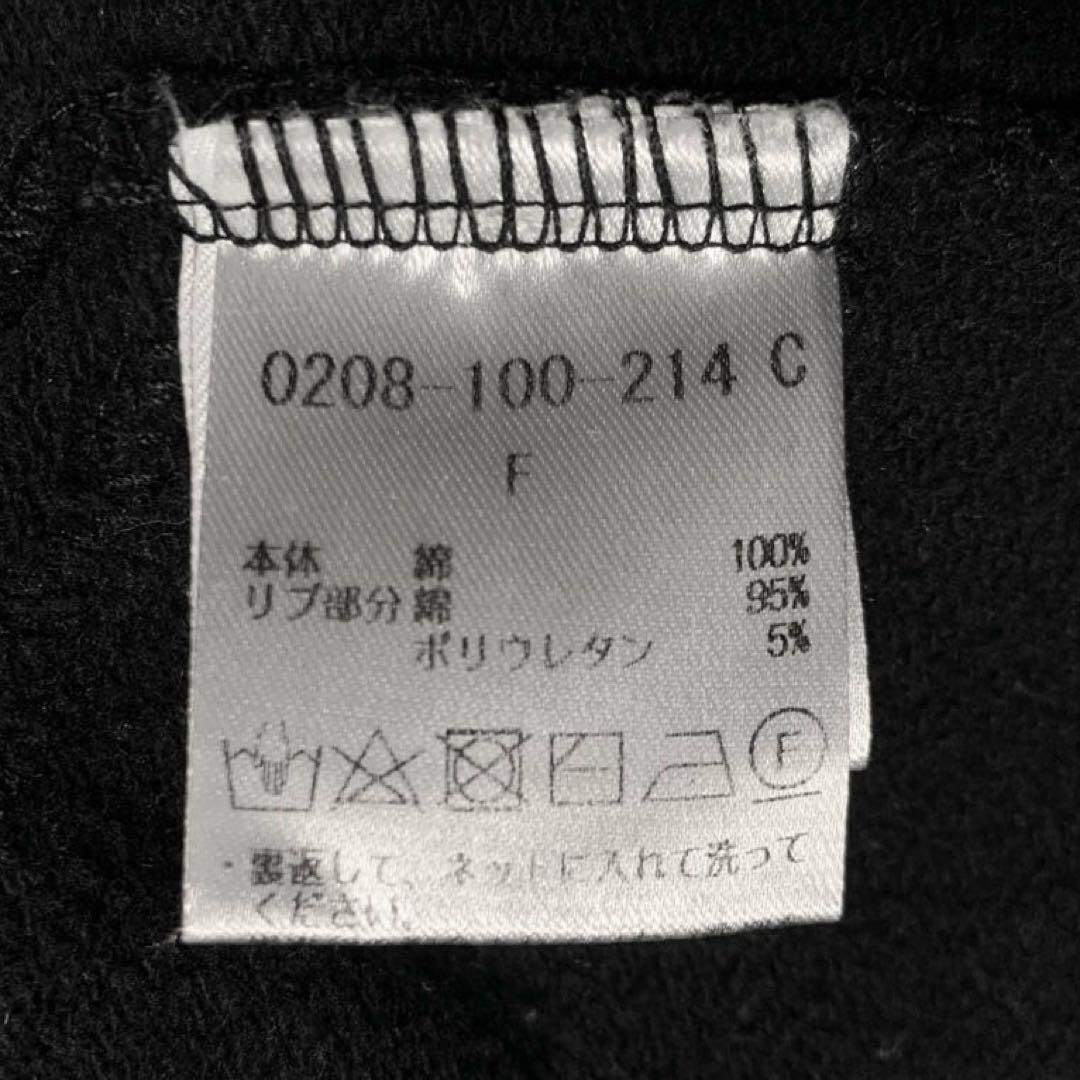 0208-100-214 C
F
本体 綿 100%
リブ部分 綿 95%
ポリウレタン 5%
F
・裏返して、ネットに入れて洗って
ください。